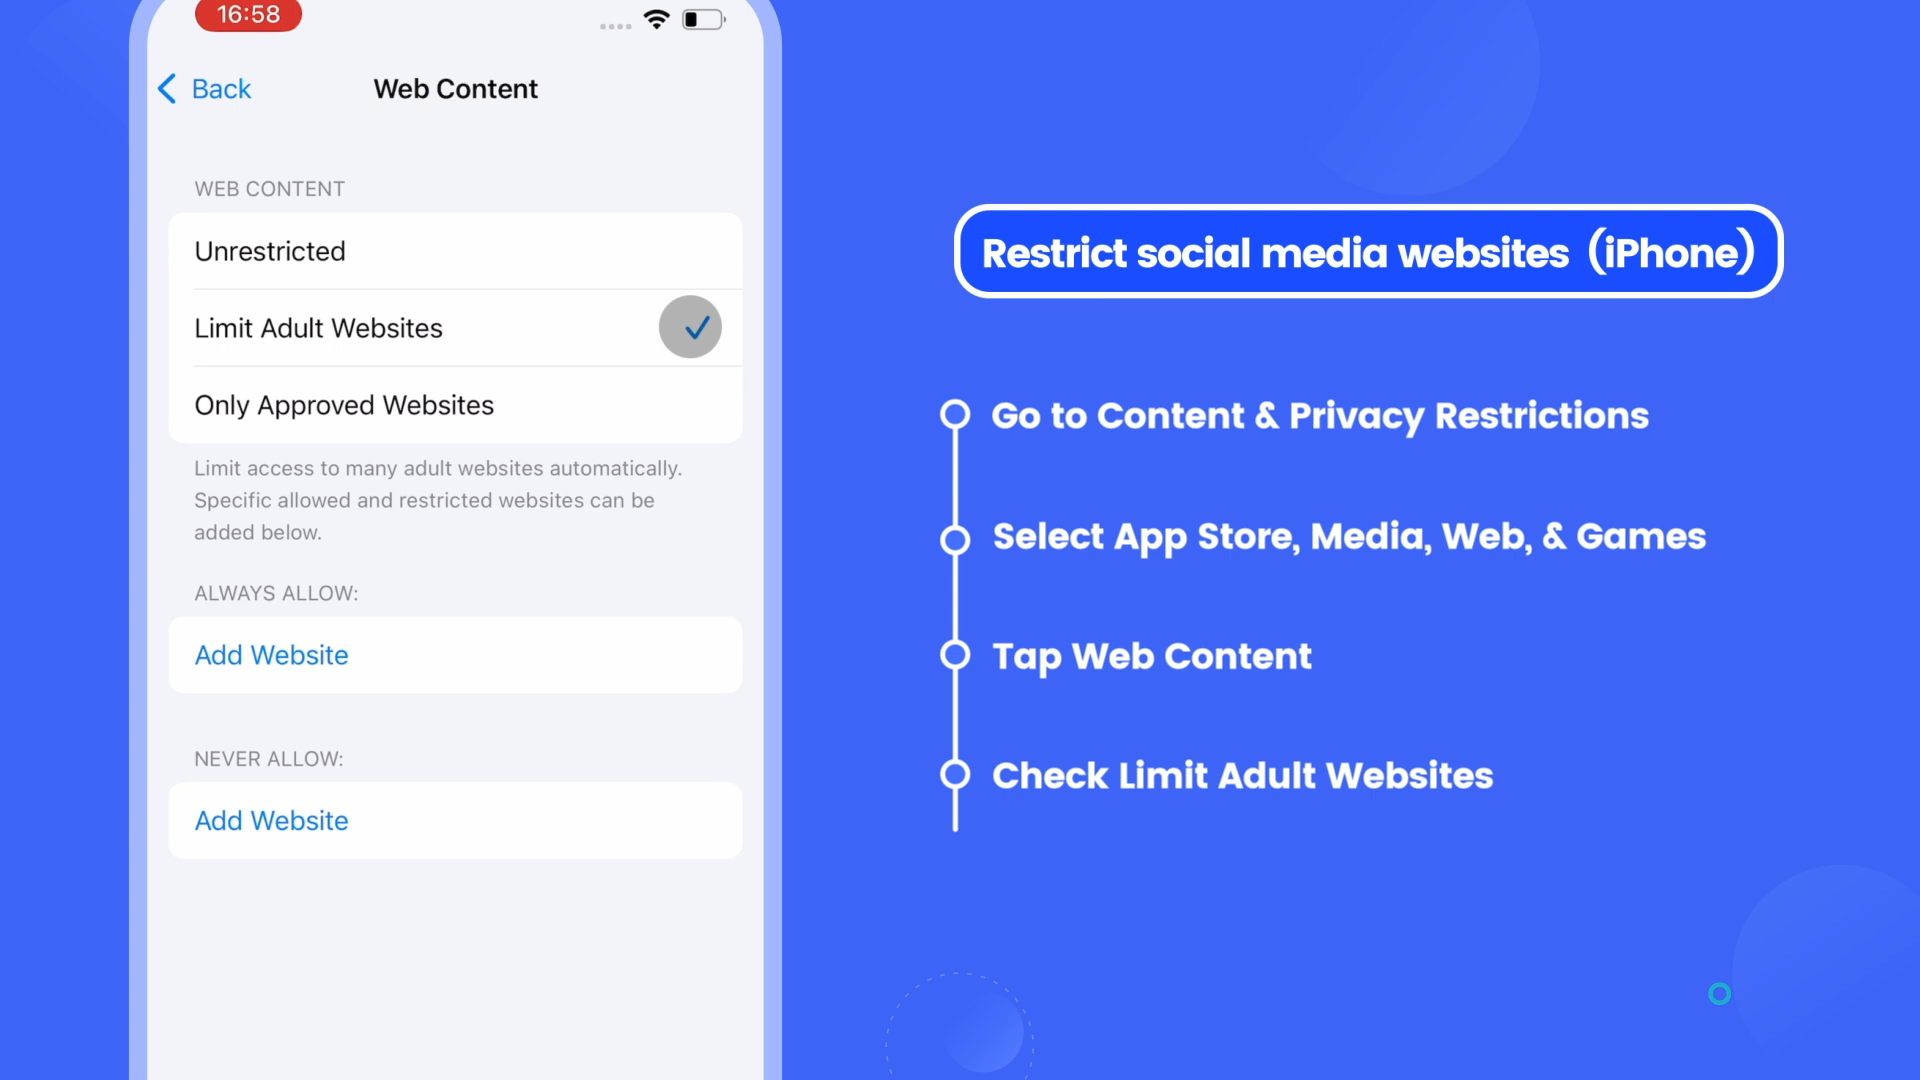 16:58
Back
Web Content
WEB CONTENT
Unrestricted
Limit Adult Websites
Only Approved Websites
Limit access to many adult websites automatically.
Specific allowed and restricted websites can be
added below.
ALWAYS ALLOW:
Add Website
NEVER ALLOW:
Add Website
Restrict social media websites (iPhone)
Go to Content & Privacy Restrictions
Select App Store, Media, Web, & Games
Tap Web Content
Check Limit Adult Websites